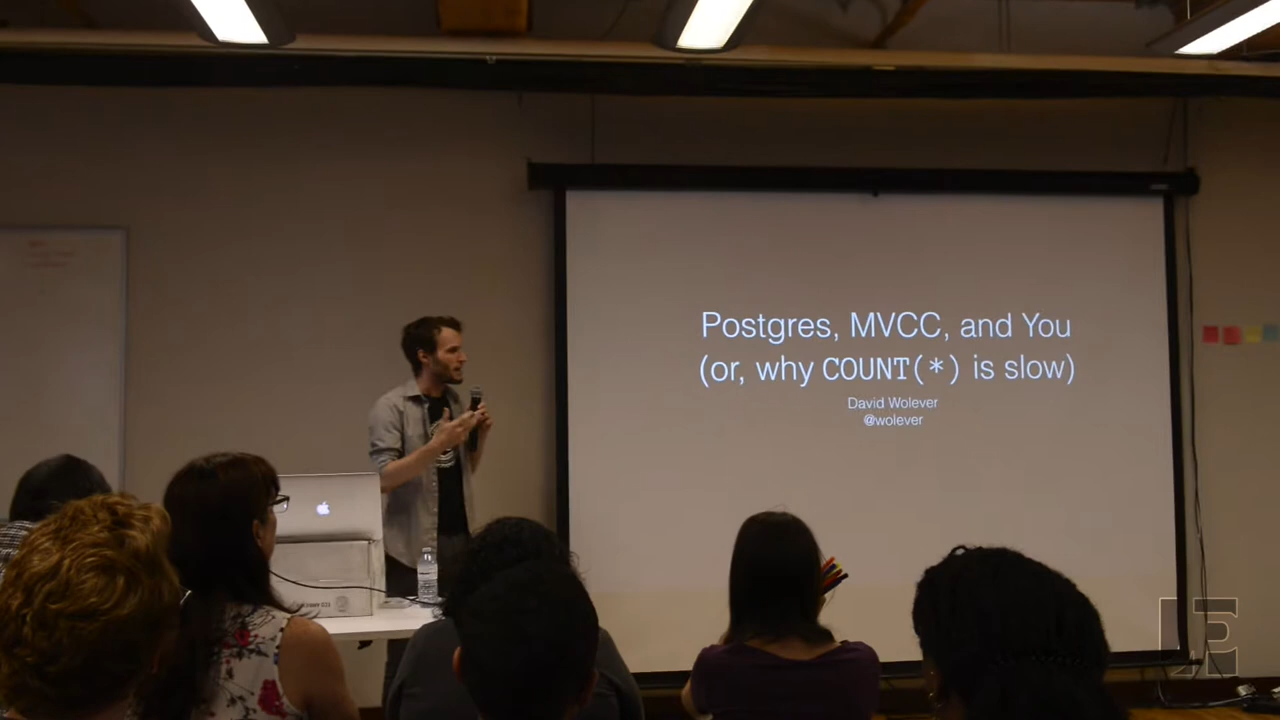 Postgres, MVCC, and You
(or, why COUNT(*) is slow)
David Wolever
@wolever